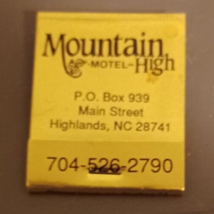 Mountain
-MOTEL- High
P.O. Box 939
Main Street
Highlands, NC 28741
704-526-2790